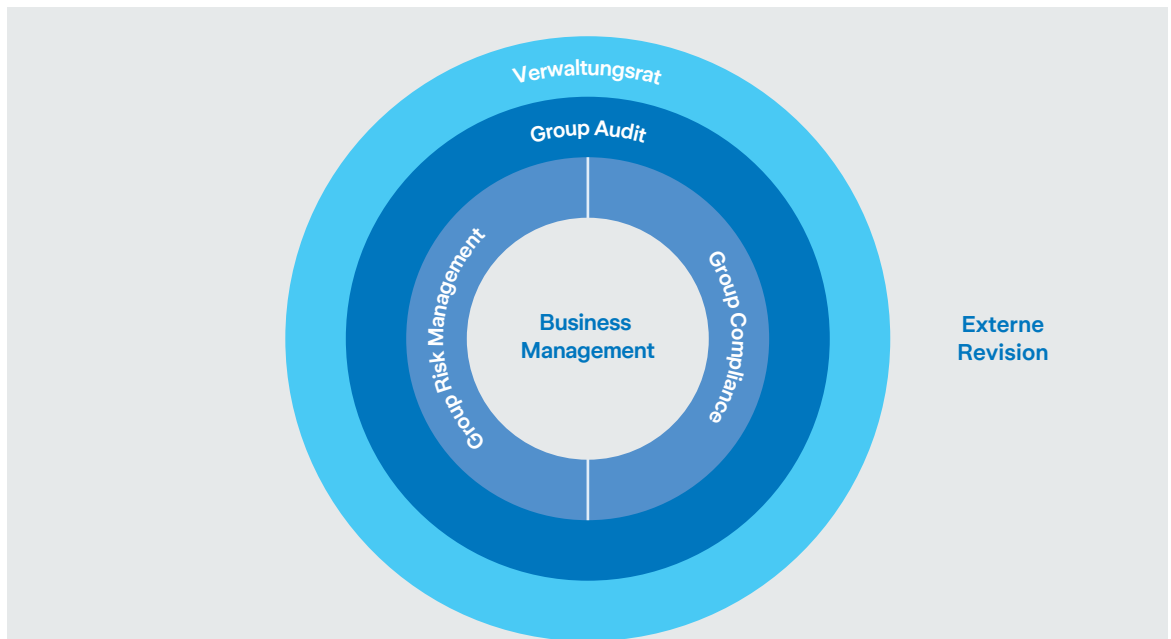 Verwaltungsrat
Group Audit
Group Risk Management
Business
Management
Group Compliance
Externe
Revision